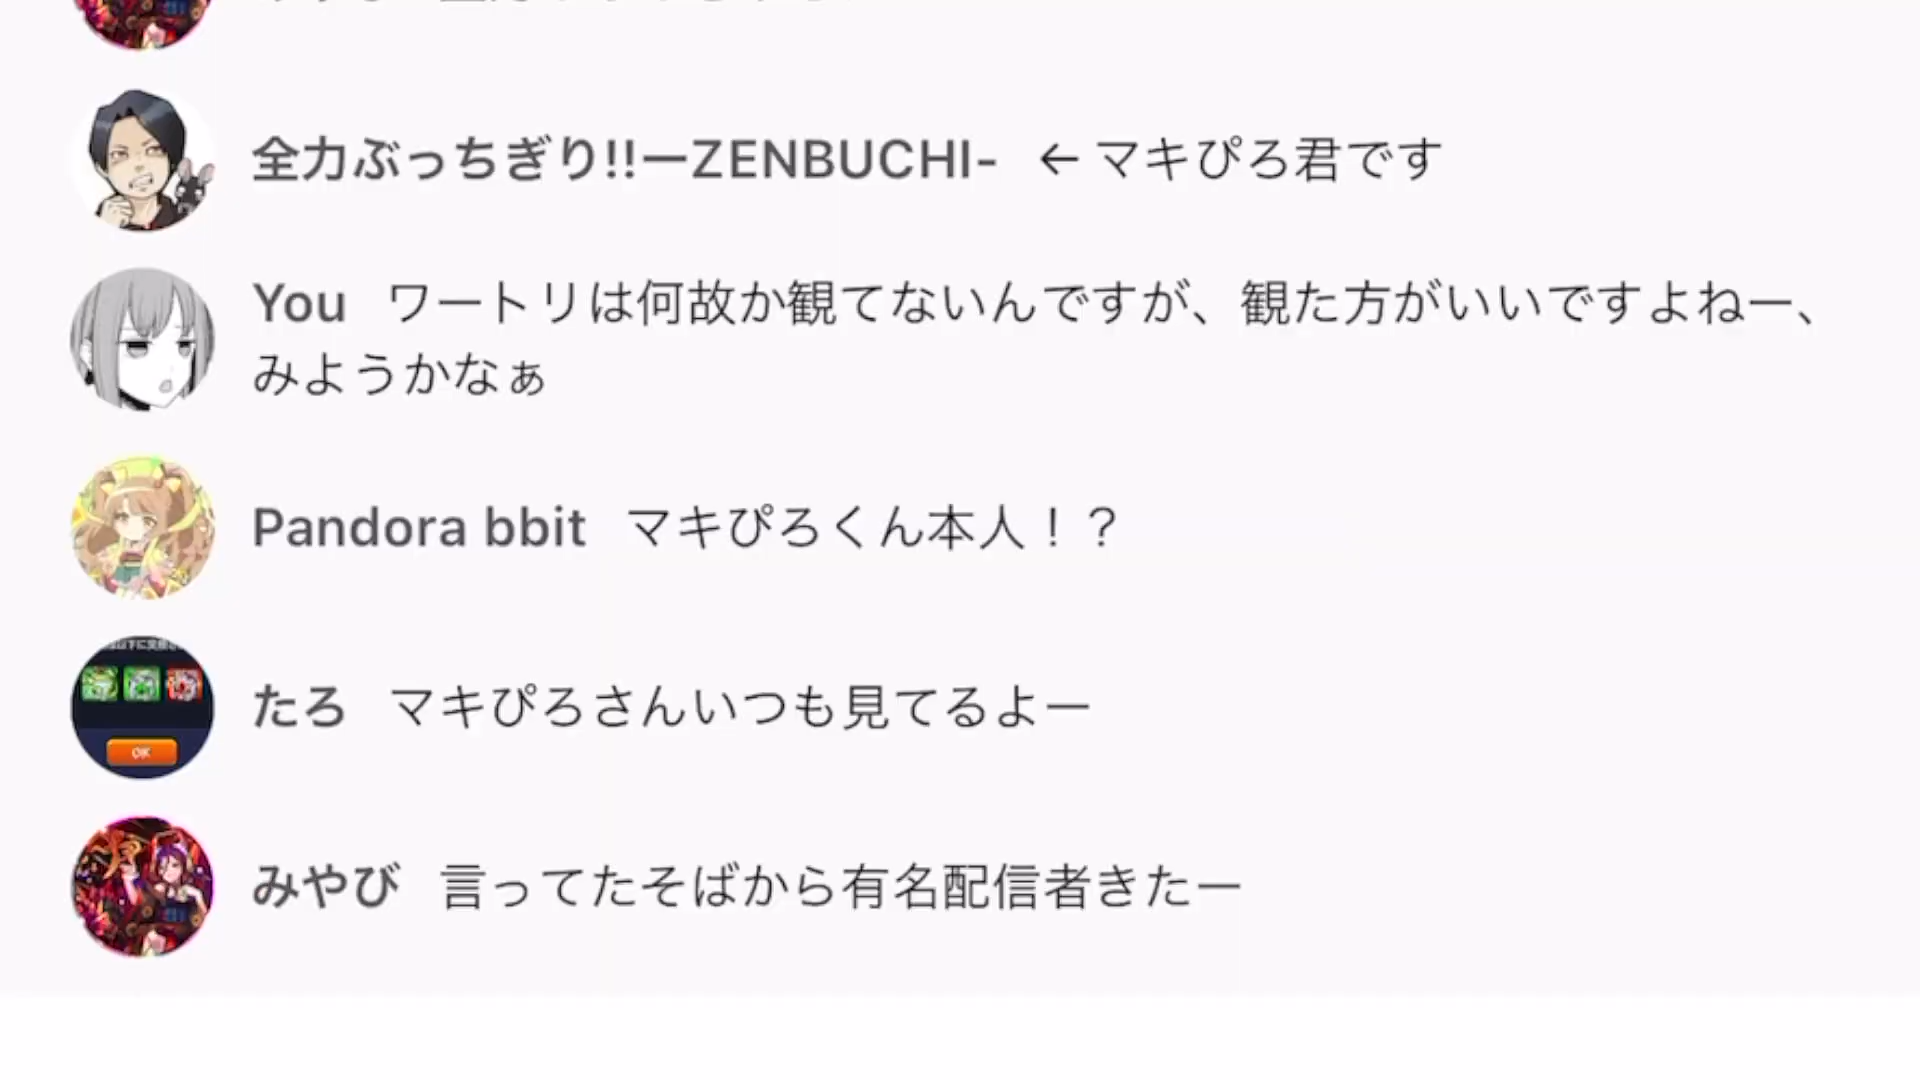 全力ぶっちぎり!!ーZENBUCHI- ← マキぴろ君です
You ワートリは何故か観てないんですが、観た方がいいですよねー、
みようかなぁ
Pandora bbit マキぴろくん本人！？
OK
たろ マキぴろさんいつも見てるよー
みやび 言ってたそばから有名配信者きたー